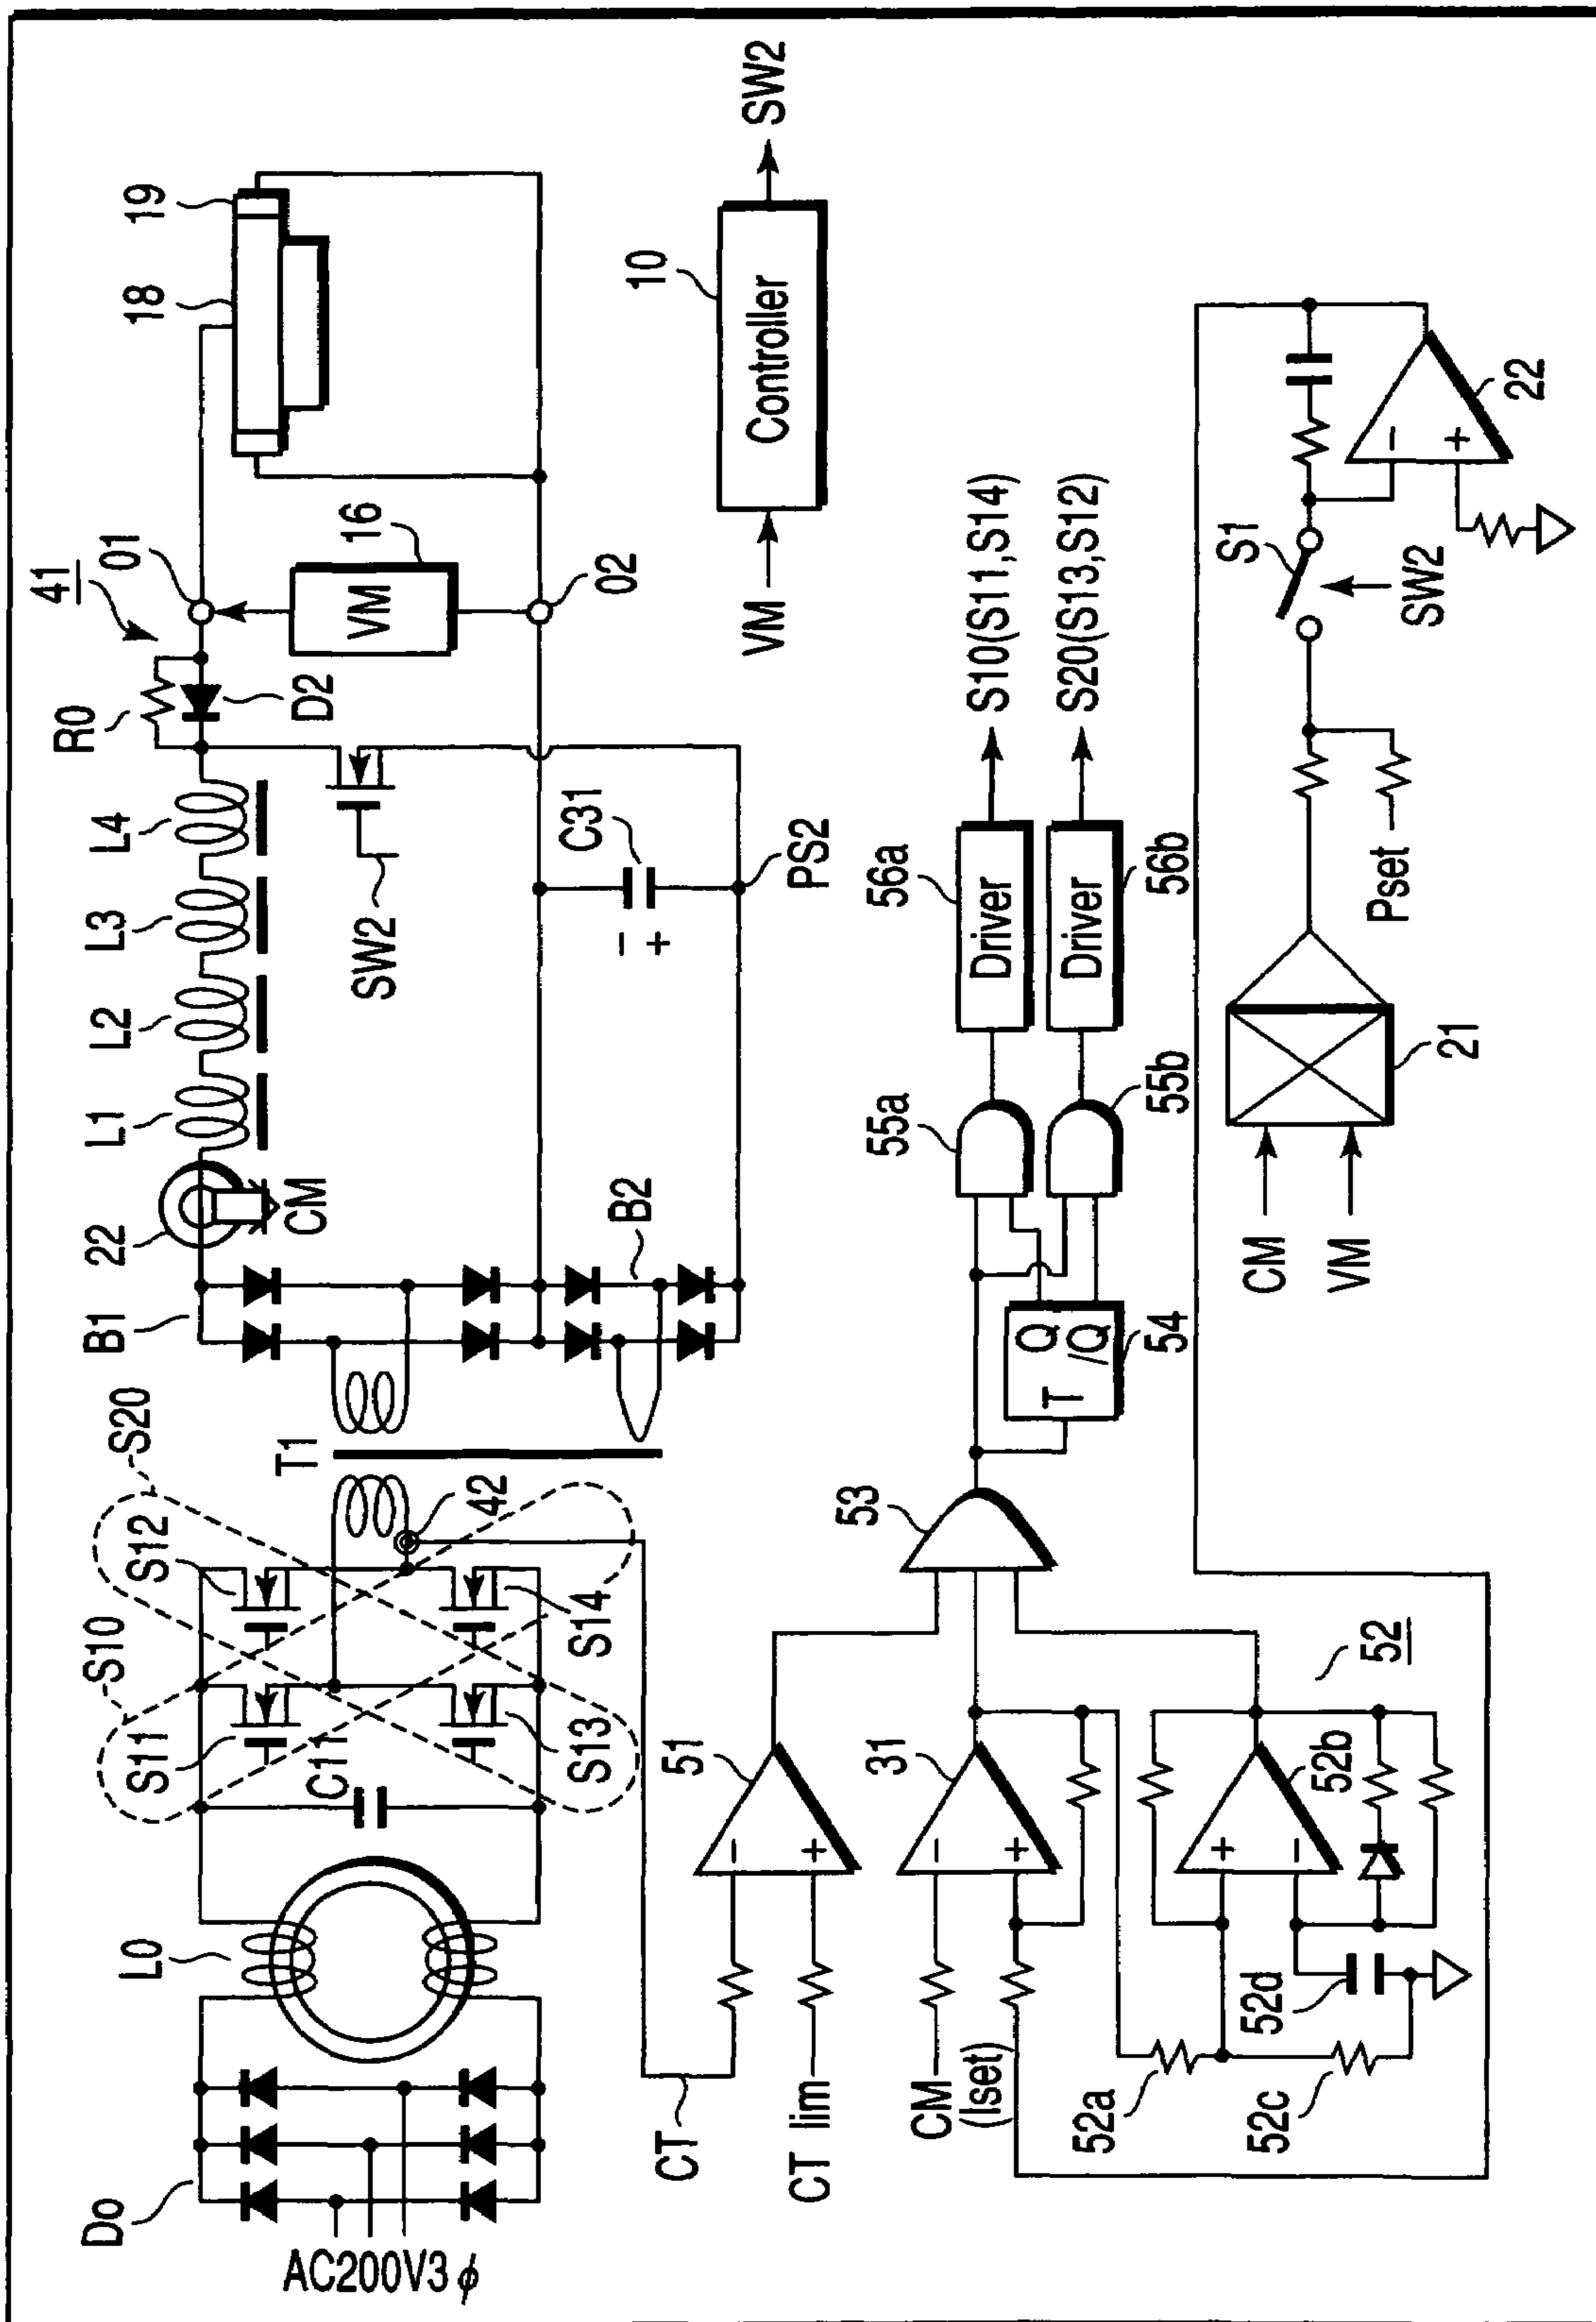 Do
AC200V3ϕ
L0
C11
S10
S11
S12
S20
S13
S14
42
T1
B1
B2
22
CM
L1
L2
L3
L4
SW2
R0
D2
41
O1
VM
16
O2
18
19
C31
−
+
PS2
VM
Controller
10
SW2
CT
CT lim
−
+
51
CM
(Iset)
−
+
31
52a
52c
52d
+
−
52b
52
53
T
Q
/Q
54
55a
55b
56a
Driver
Driver
56b
S10(S11,S14)
S20(S13,S12)
CM
VM
21
Pset
S1
SW2
−
+
22